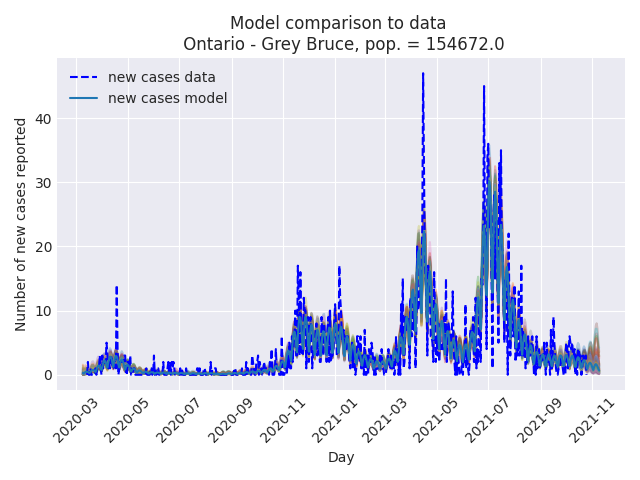 Model comparison to data
Ontario - Grey Bruce, pop. = 154672.0
new cases data
new cases model
Number of new cases reported
40
30
20
10
0
2020-03
2020-05
2020-07
2020-09
2020-11
2021-01
2021-03
2021-05
2021-07
2021-09
2021-11
Day